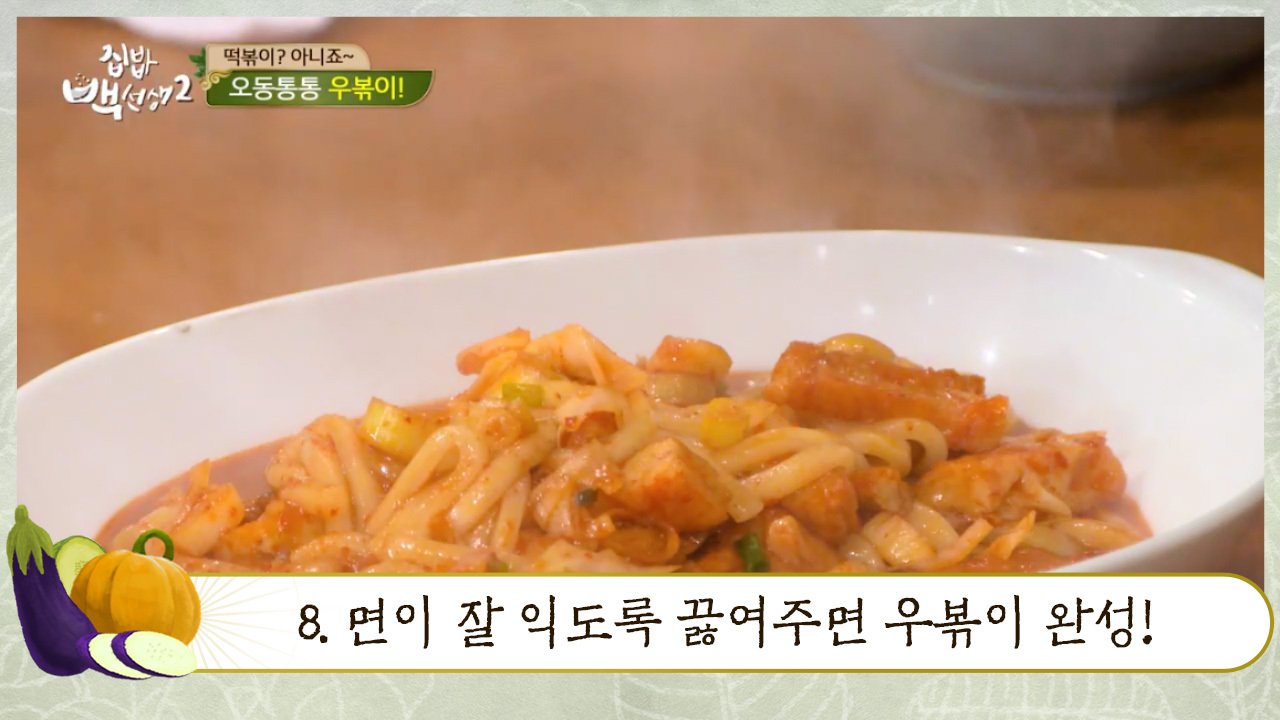 집밥
백선생2
떡볶이? 아니죠~
오동통통 우볶이!
8. 면이 잘 익도록 끓여주면 우볶이 완성!